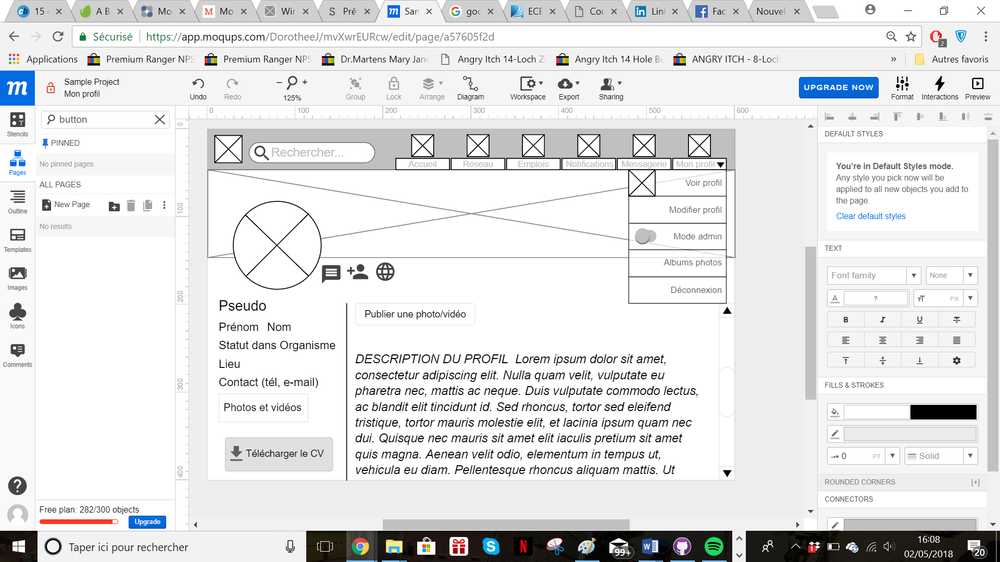 15 c
A B
Mo
Mo
Wir
Prê
San
goc
ECE
Cou
Link
Fac
Nouvel
Sécurisé
https://app.moqups.com/DorotheeJ/mvXwrEURcw/edit/page/a57605f2d
2
Applications
Premium Ranger NPS
Premium Ranger NPS
Dr.Martens Mary Jane
Angry Itch 14-Loch Zi
Angry Itch 14 Hole Bu
ANGRY ITCH - 8-Loch
»
Autres favoris
m
Sample Project
Mon profil
Undo
Redo
125%
Group
Lock
Arrange
Diagram
Workspace
Export
Sharing
UPGRADE NOW
Format
Interactions
Preview
Stencils
Pages
Outline
Templates
Images
Icons
Comments
button
PINNED
No pinned pages
ALL PAGES
New Page
No results
Free plan: 282/300 objects
Upgrade
0 100 200 300 400 500 600
0
100
200
300
400
Rechercher...
Accueil
Réseau
Emplois
Notifications
Messagerie
Mon profil
Voir profil
Modifier profil
Mode admin
Albums photos
Déconnexion
Pseudo
Prénom Nom
Statut dans Organisme
Lieu
Contact (tél, e-mail)
Photos et vidéos
Télécharger le CV
Publier une photo/vidéo
DESCRIPTION DU PROFIL Lorem ipsum dolor sit amet,
consectetur adipiscing elit. Nulla quam velit, vulputate eu
pharetra nec, mattis ac neque. Duis vulputate commodo lectus,
ac blandit elit tincidunt id. Sed rhoncus, tortor sed eleifend
tristique, tortor mauris molestie elit, et lacinia ipsum quam nec
dui. Quisque nec mauris sit amet elit iaculis pretium sit amet
quis magna. Aenean velit odio, elementum in tempus ut,
vehicula eu diam. Pellentesque rhoncus aliquam mattis. Ut
DEFAULT STYLES
You're in Default Styles mode.
Any style you pick now will be
applied to all new objects you add to
the page.
Clear default styles
TEXT
Font family
None
A
?
PX
B I U
FILLS & STROKES
0 PT
Solid
ROUNDED CORNERS [+]
CONNECTORS
Taper ici pour rechercher
99+
1
16:08
02/05/2018
20